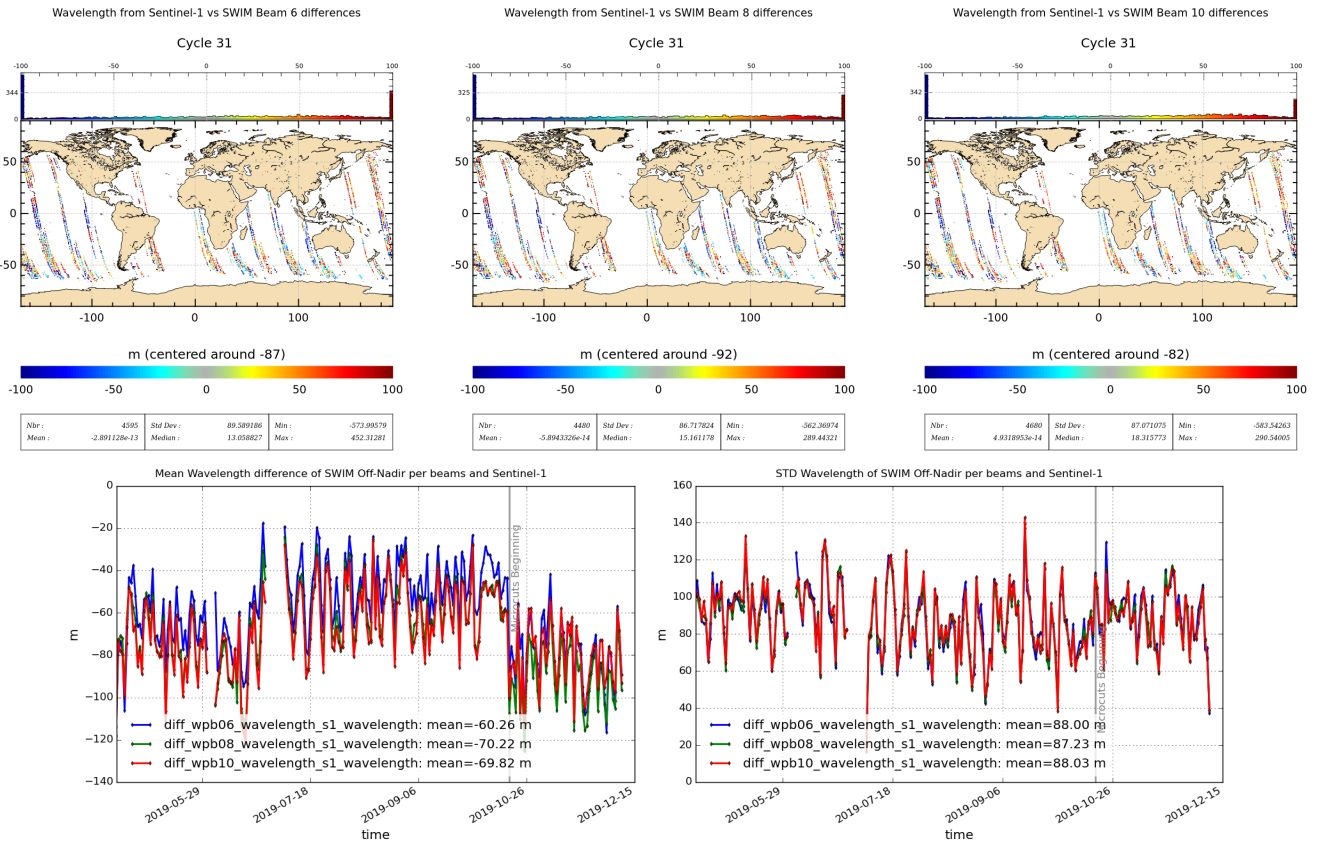 Wavelength from Sentinel-1 vs SWIM Beam 6 differences
Cycle 31
-100 -50 0 50 100
344
0
50
0
-50
-100 0 100
m (centered around -87)
-100 -50 0 50 100
Nbr : 4595 Std Dev : 89.589186 Min : -573.99579
Mean : -2.891128e-13 Median : 13.058827 Max : 452.31281
Wavelength from Sentinel-1 vs SWIM Beam 8 differences
Cycle 31
-100 -50 0 50 100
325
0
50
0
-50
-100 0 100
m (centered around -92)
-100 -50 0 50 100
Nbr : 4480 Std Dev : 86.717824 Min : -562.36974
Mean : -5.8943326e-14 Median : 15.161178 Max : 289.44321
Wavelength from Sentinel-1 vs SWIM Beam 10 differences
Cycle 31
-100 -50 0 50 100
342
0
50
0
-50
-100 0 100
m (centered around -82)
-100 -50 0 50 100
Nbr : 4680 Std Dev : 87.071075 Min : -583.54263
Mean : 4.9318953e-14 Median : 18.315773 Max : 290.54005
Mean Wavelength difference of SWIM Off-Nadir per beams and Sentinel-1
0
−20
−40
−60
−80
−100
−120
−140
m
Microcuts Beginning
diff_wpb06_wavelength_s1_wavelength: mean=-60.26 m
diff_wpb08_wavelength_s1_wavelength: mean=-70.22 m
diff_wpb10_wavelength_s1_wavelength: mean=-69.82 m
2019-05-29 2019-07-18 2019-09-06 2019-10-26 2019-12-15
time
STD Wavelength of SWIM Off-Nadir per beams and Sentinel-1
160
140
120
100
80
60
40
20
0
m
Microcuts Beginning
diff_wpb06_wavelength_s1_wavelength: mean=88.00 m
diff_wpb08_wavelength_s1_wavelength: mean=87.23 m
diff_wpb10_wavelength_s1_wavelength: mean=88.03 m
2019-05-29 2019-07-18 2019-09-06 2019-10-26 2019-12-15
time